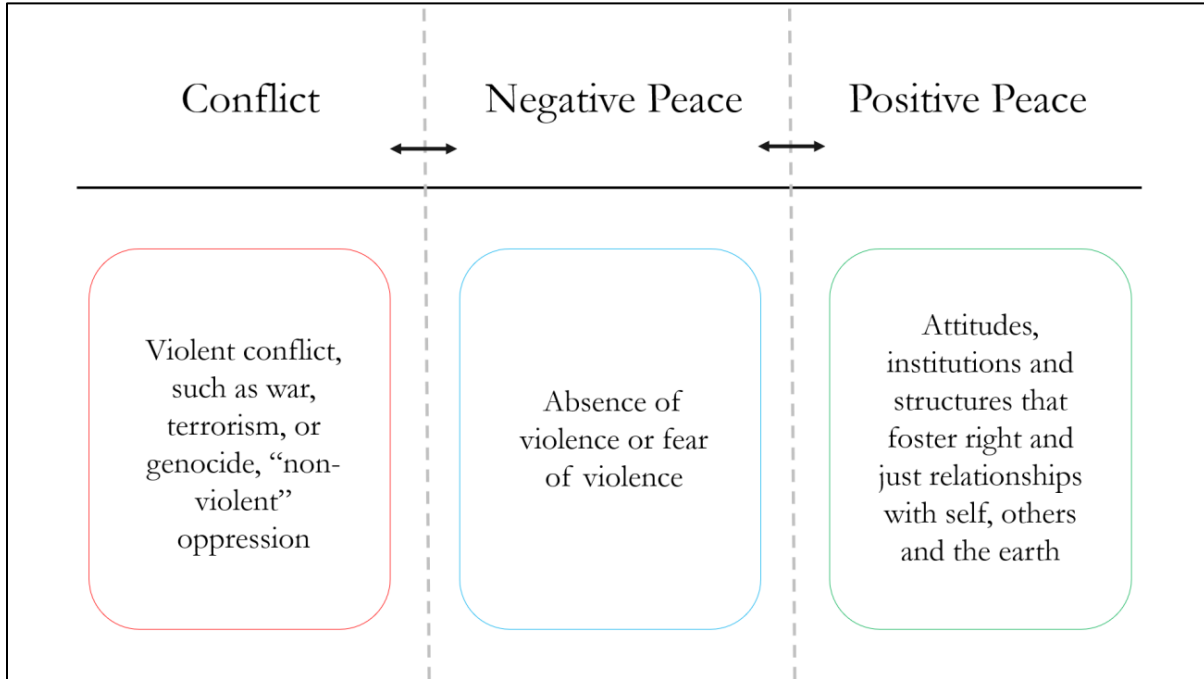 Conflict
Negative Peace
Positive Peace
Violent conflict,
such as war,
terrorism, or
genocide, “non-
violent”
oppression
Absence of
violence or fear
of violence
Attitudes,
institutions and
structures that
foster right and
just relationships
with self, others
and the earth